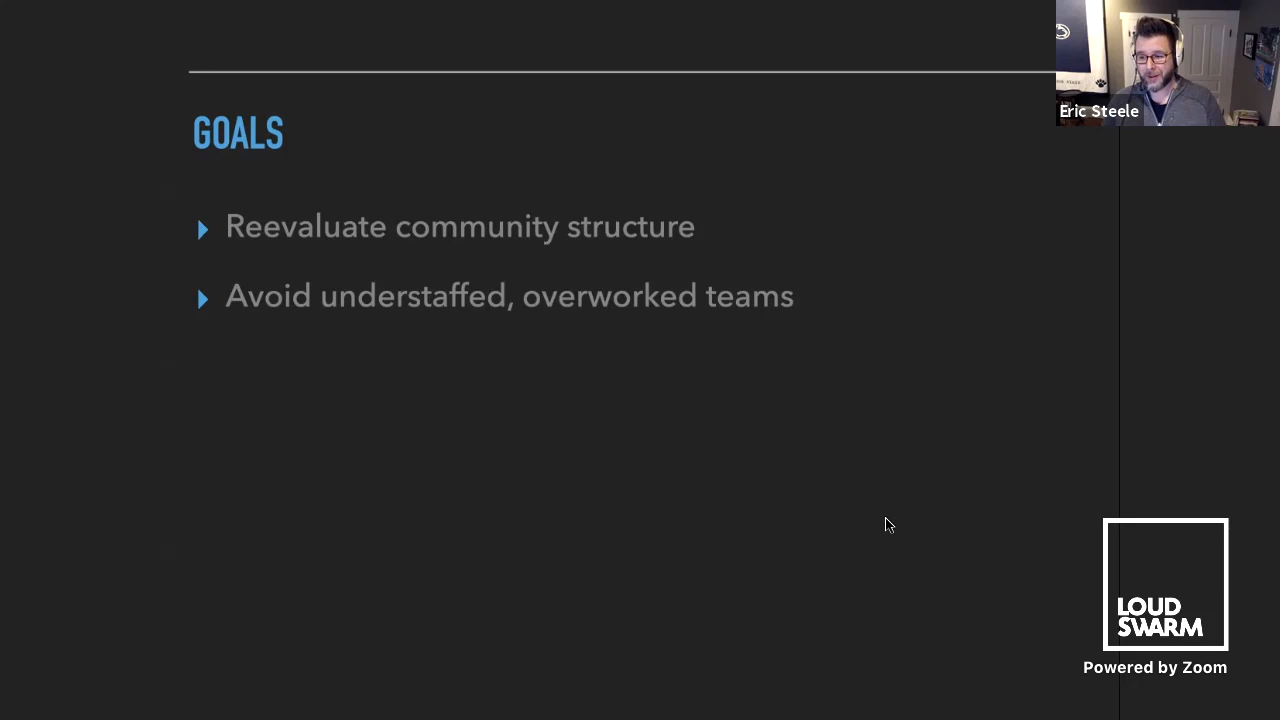 GOALS
Reevaluate community structure
Avoid understaffed, overworked teams
Eric Steele
LOUD
SWARM
Powered by Zoom